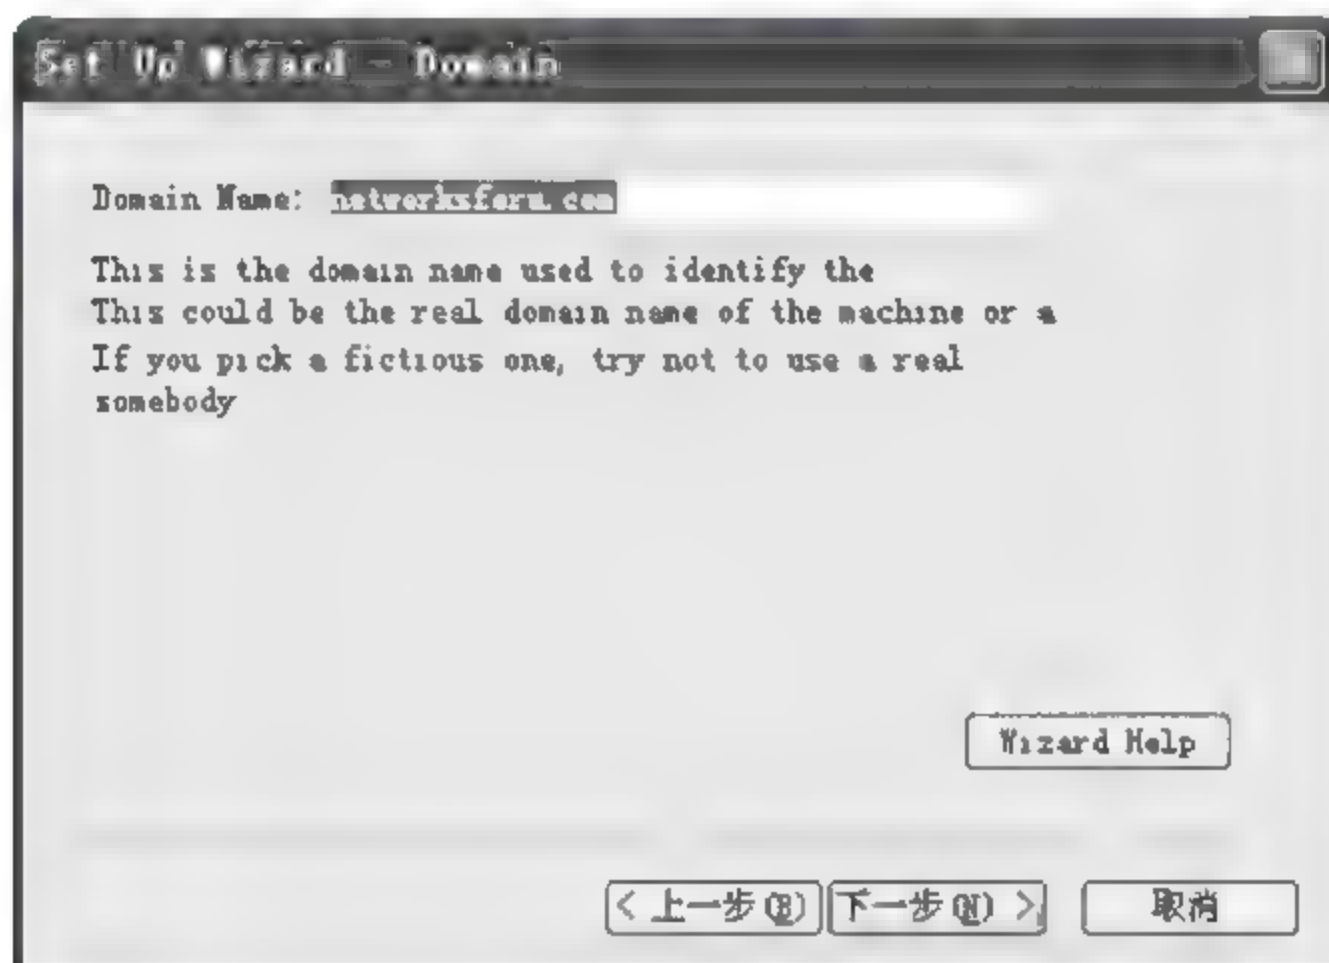 Set Up Wizard - Domain
Domain Name: networksforu.com
This is the domain name used to identify the
This could be the real domain name of the machine or a
If you pick a fictious one, try not to use a real
somebody
Wizard Help
< 上一步(B) 下一步(N) > 取消